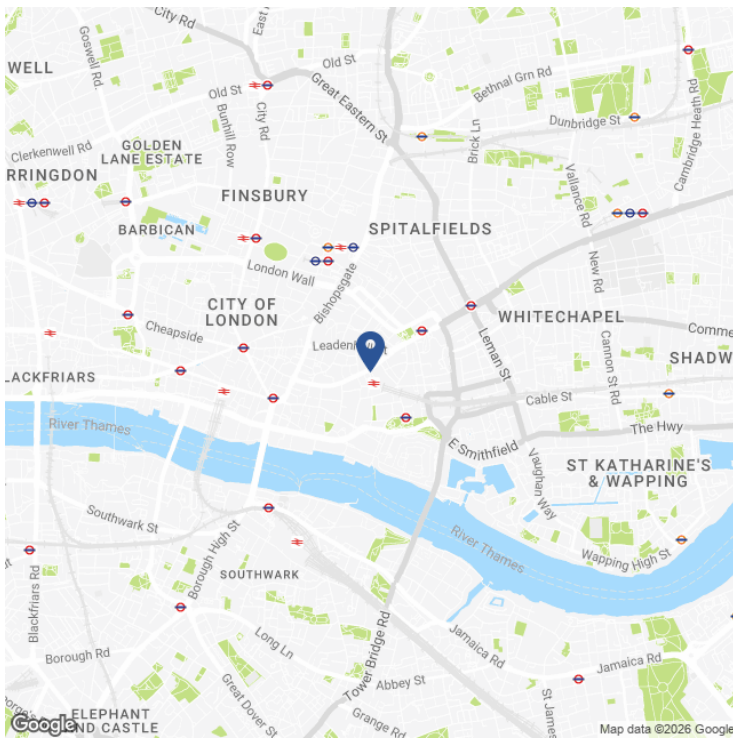 City Rd
East Rd
Goswell Rd.
WELL
Old St
Old St
Great Eastern St
Bethnal Grn Rd
Bunhill Row
City Rd
Brick Ln
Dunbridge St
Cambridge Heath Rd
Clerkenwell Rd
GOLDEN
LANE ESTATE
RRINGDON
FINSBURY
Vallance Rd
BARBICAN
SPITALFIELDS
London Wall
Bishopsgate
New Rd
CITY OF
LONDON
Cheapside
WHITECHAPEL
Comme
Leman St
SHADW
LACKFRIARS
Cannon St Rd
Cable St
River Thames
The Hwy
E Smithfield
Vaughan Way
ST KATHARINE'S
& WAPPING
Southwark St
Borough High St
River Thames
Wapping High St
SOUTHWARK
Blackfriars Rd
Tower Bridge Rd
Long Ln
Jamaica Rd
Borough Rd
Jamaica Rd
Great Dover St
Abbey St
St James
Grange Rd
ELEPHANT
ND CASTLE
Google
Map data ©2026 Google